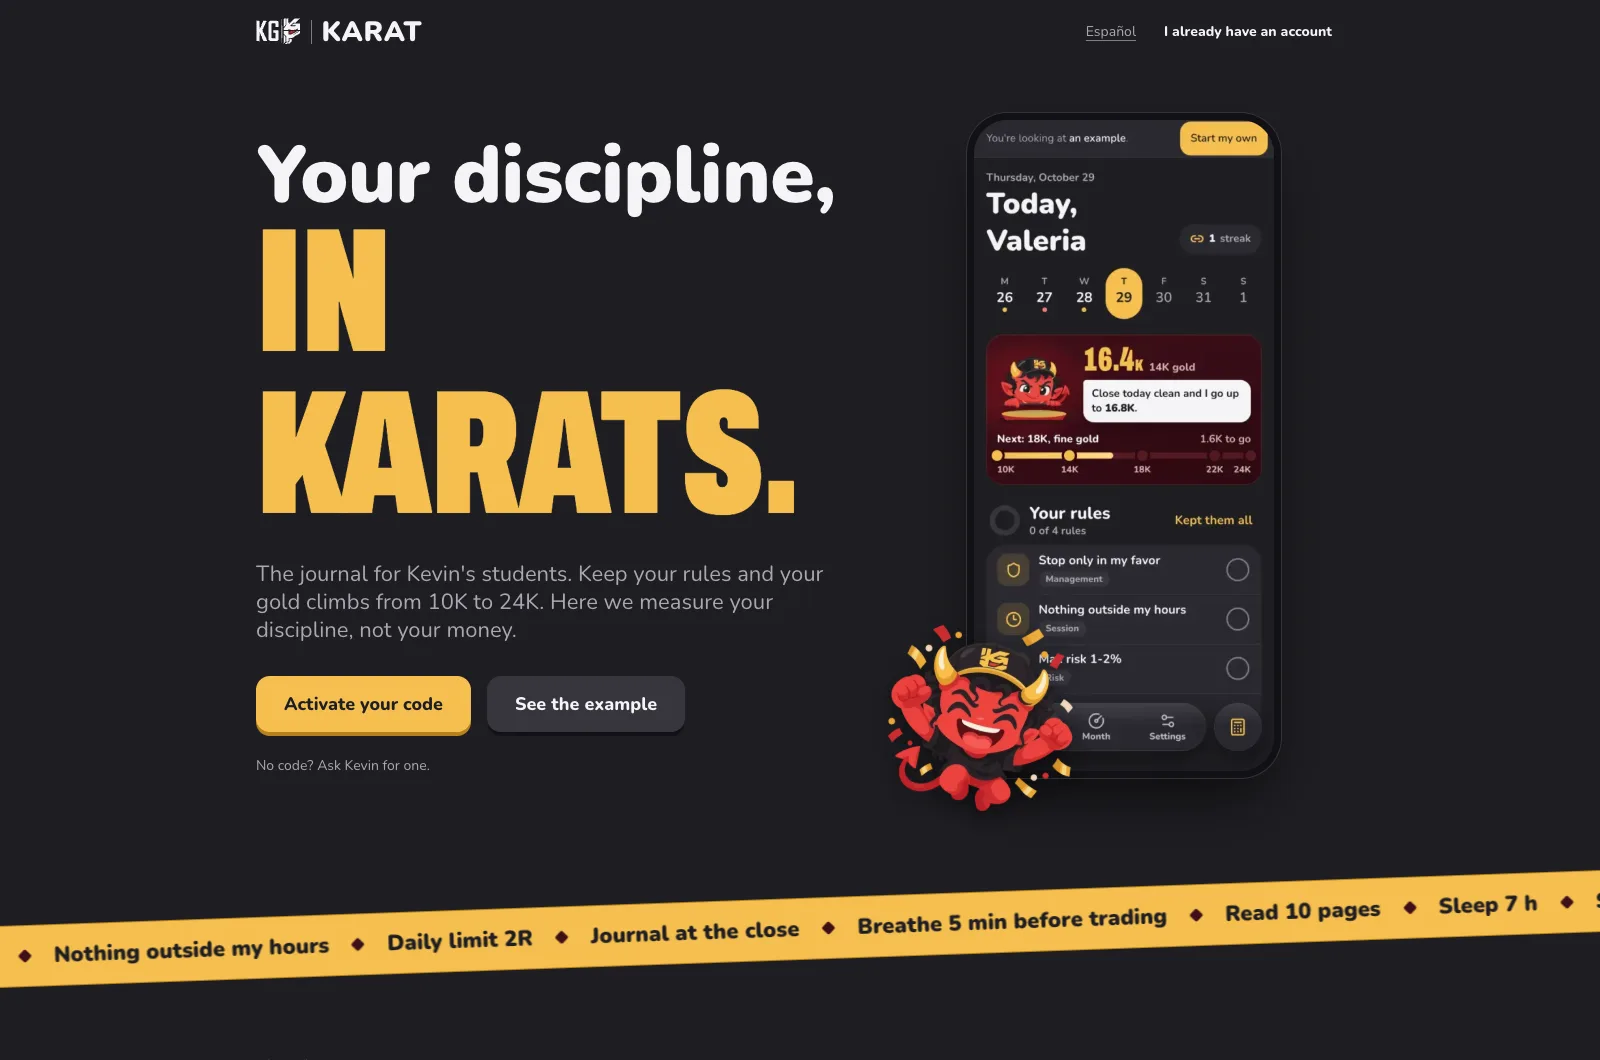 KG | KARAT
Español
I already have an account
Your discipline,
IN
KARATS.
The journal for Kevin's students. Keep your rules and your
gold climbs from 10K to 24K. Here we measure your
discipline, not your money.
Activate your code
See the example
No code? Ask Kevin for one.
You're looking at an example.
Start my own
Thursday, October 29
Today,
Valeria
1 streak
M T W T F S S
26 27 28 29 30 31 1
16.4K 14K gold
Close today clean and I go up
to 16.8K.
Next: 18K, fine gold
1.6K to go
10K 14K 18K 22K 24K
Your rules
0 of 4 rules
Kept them all
Stop only in my favor
Management
Nothing outside my hours
Session
risk 1-2%
Month
Settings
Nothing outside my hours ◆ Daily limit 2R ◆ Journal at the close ◆ Breathe 5 min before trading ◆ Read 10 pages ◆ Sleep 7 h ◆